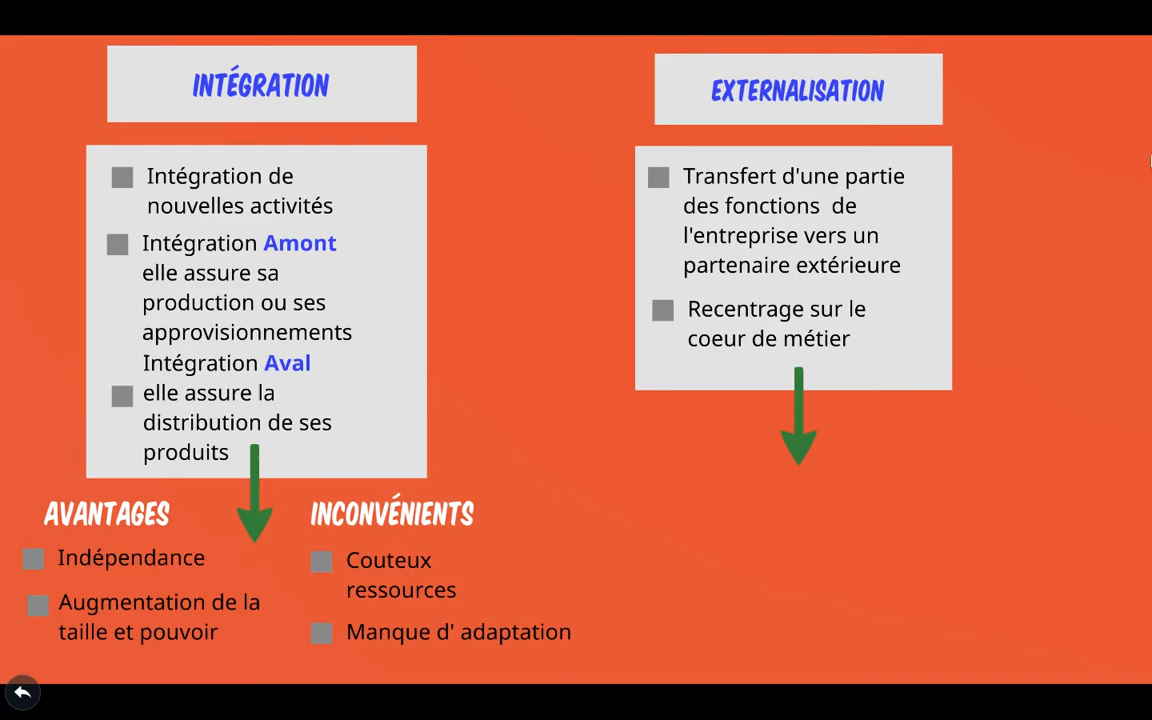 INTÉGRATION
Intégration de
nouvelles activités
Intégration Amont
elle assure sa
production ou ses
approvisionnements
Intégration Aval
elle assure la
distribution de ses
produits
AVANTAGES
Indépendance
Augmentation de la
taille et pouvoir
INCONVÉNIENTS
Couteux
ressources
Manque d' adaptation
EXTERNALISATION
Transfert d'une partie
des fonctions de
l'entreprise vers un
partenaire extérieure
Recentrage sur le
coeur de métier